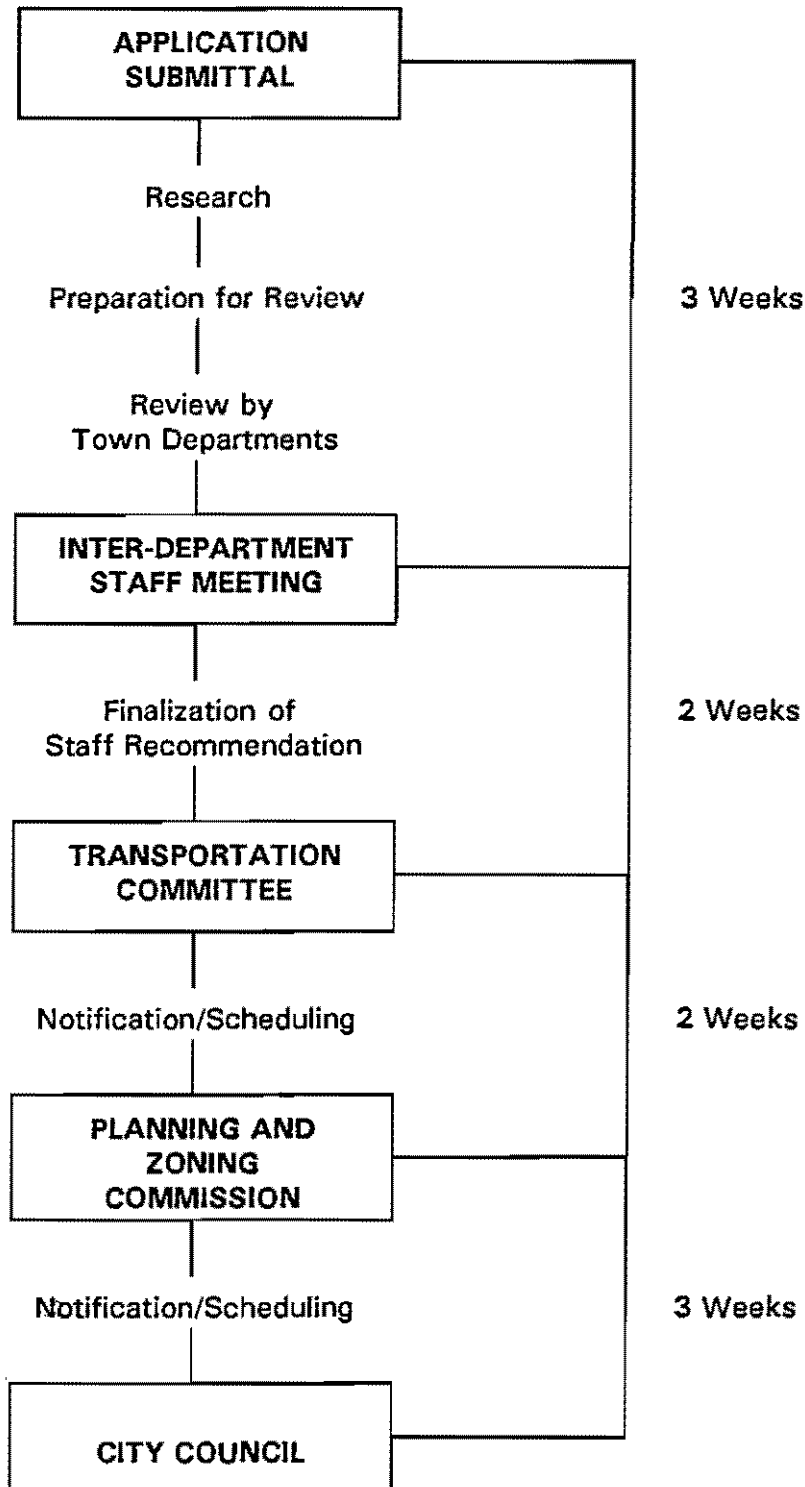 APPLICATION
SUBMITTAL
Research
Preparation for Review
3 Weeks
Review by
Town Departments
INTER-DEPARTMENT
STAFF MEETING
Finalization of
Staff Recommendation
2 Weeks
TRANSPORTATION
COMMITTEE
Notification/Scheduling
2 Weeks
PLANNING AND
ZONING
COMMISSION
Notification/Scheduling
3 Weeks
CITY COUNCIL